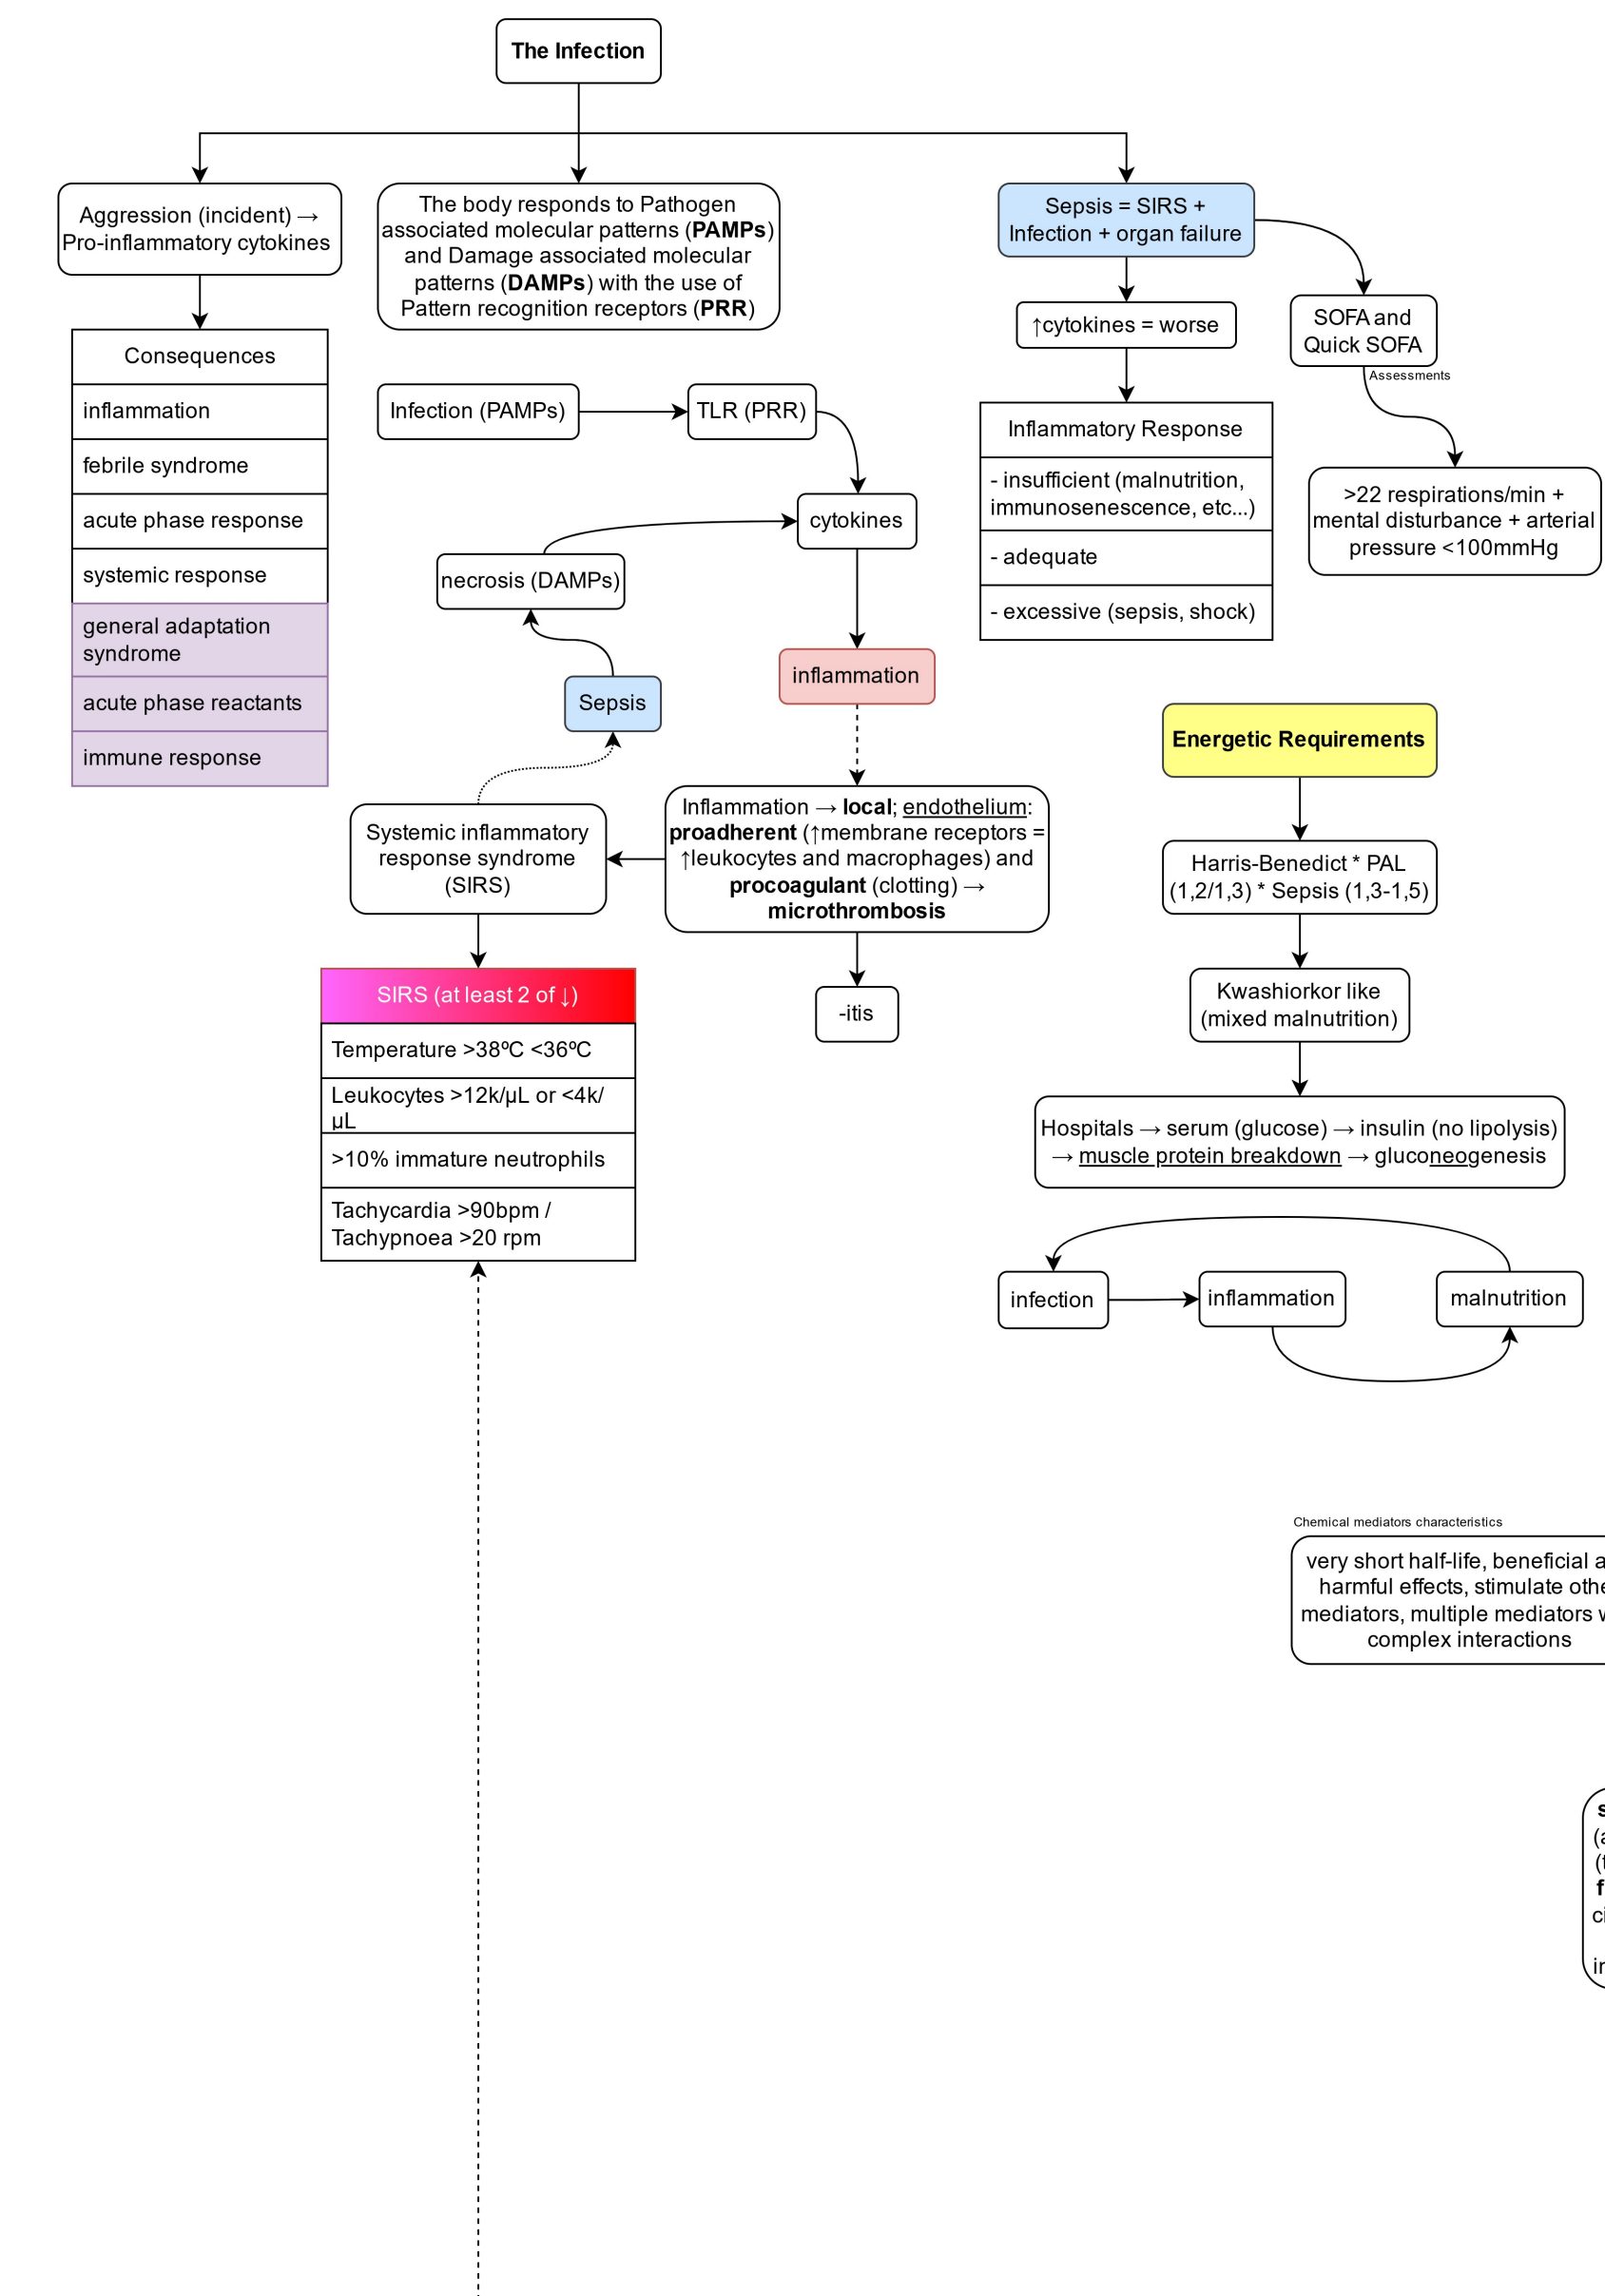 The Infection
Aggression (incident) →
Pro-inflammatory cytokines
Consequences
inflammation
febrile syndrome
acute phase response
systemic response
general adaptation
syndrome
acute phase reactants
immune response
The body responds to Pathogen
associated molecular patterns (PAMPs)
and Damage associated molecular
patterns (DAMPs) with the use of
Pattern recognition receptors (PRR)
Infection (PAMPs)
TLR (PRR)
cytokines
necrosis (DAMPs)
inflammation
Sepsis
Systemic inflammatory
response syndrome
(SIRS)
Inflammation → local; endothelium:
proadherent (↑membrane receptors =
↑leukocytes and macrophages) and
procoagulant (clotting) →
microthrombosis
-itis
SIRS (at least 2 of ↓)
Temperature >38ºC <36ºC
Leukocytes >12k/µL or <4k/
µL
>10% immature neutrophils
Tachycardia >90bpm /
Tachypnoea >20 rpm
Sepsis = SIRS +
Infection + organ failure
↑cytokines = worse
Inflammatory Response
- insufficient (malnutrition,
immunosenescence, etc...)
- adequate
- excessive (sepsis, shock)
SOFA and
Quick SOFA
Assessments
>22 respirations/min +
mental disturbance + arterial
pressure <100mmHg
Energetic Requirements
Harris-Benedict * PAL
(1,2/1,3) * Sepsis (1,3-1,5)
Kwashiorkor like
(mixed malnutrition)
Hospitals → serum (glucose) → insulin (no lipolysis)
→ muscle protein breakdown → gluconeogenesis
infection
inflammation
malnutrition
Chemical mediators characteristics
very short half-life, beneficial
harmful effects, stimulate
mediators, multiple mediators
complex interactions